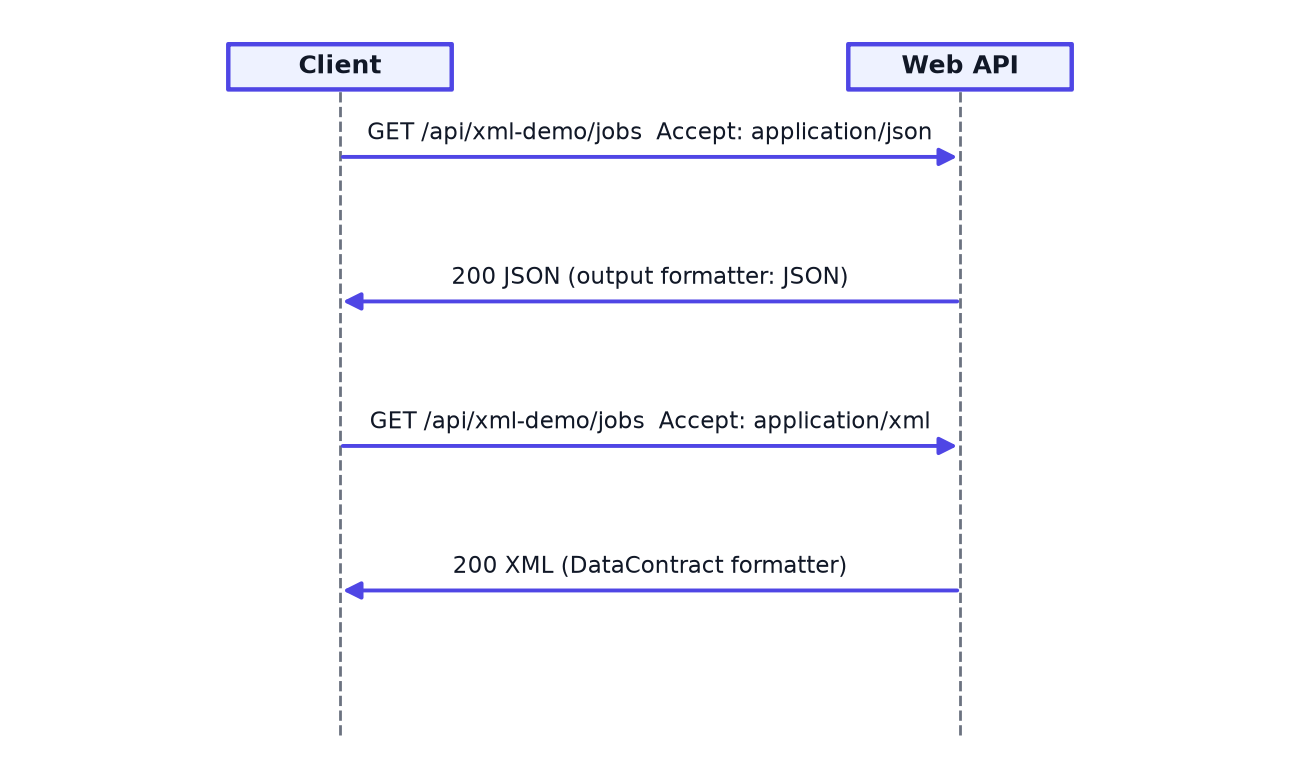 Client
Web API
GET /api/xml-demo/jobs  Accept: application/json
200 JSON (output formatter: JSON)
GET /api/xml-demo/jobs  Accept: application/xml
200 XML (DataContract formatter)